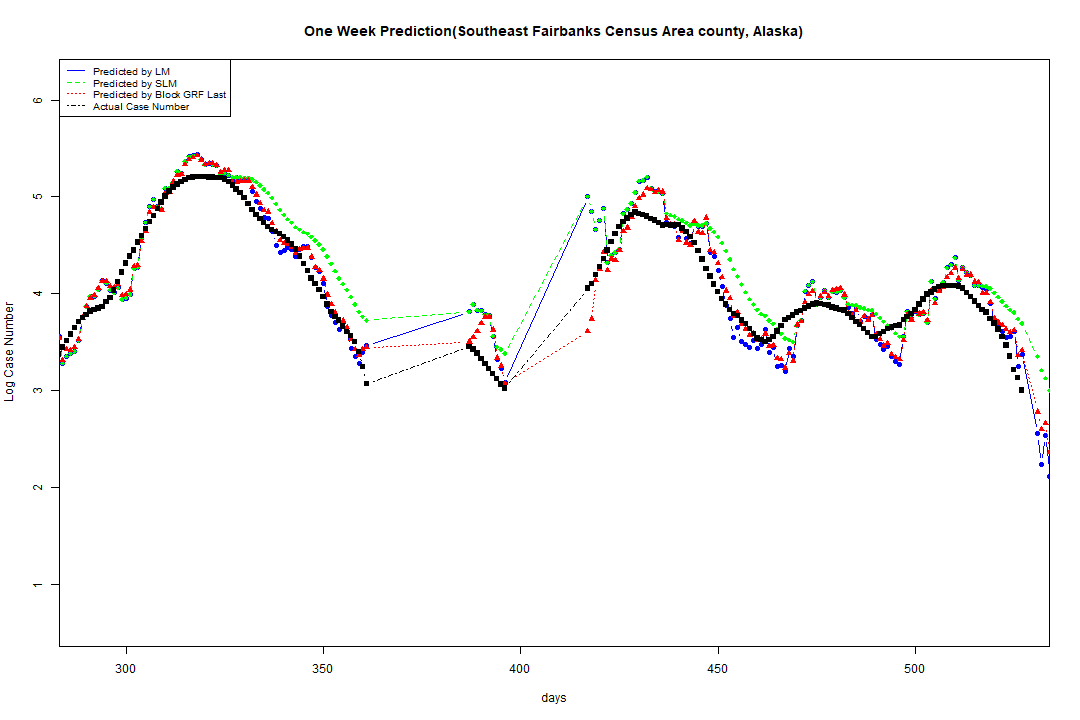 One Week Prediction(Southeast Fairbanks Census Area county, Alaska)
Predicted by LM
Predicted by SLM
Predicted by Block GRF Last
Actual Case Number
Log Case Number
6
5
4
3
2
1
300
350
400
450
500
days